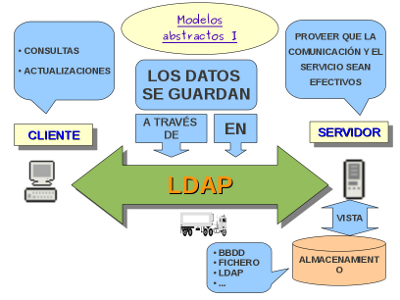 Modelos
abstractos I
• CONSULTAS
• ACTUALIZACIONES
PROVEER QUE LA
COMUNICACIÓN Y EL
SERVICIO SEAN
EFECTIVOS
LOS DATOS
SE GUARDAN
A TRAVÉS
DE
EN
CLIENTE
SERVIDOR
LDAP
VISTA
• BBDD
• FICHERO
• LDAP
• ...
ALMACENAMIENT
O